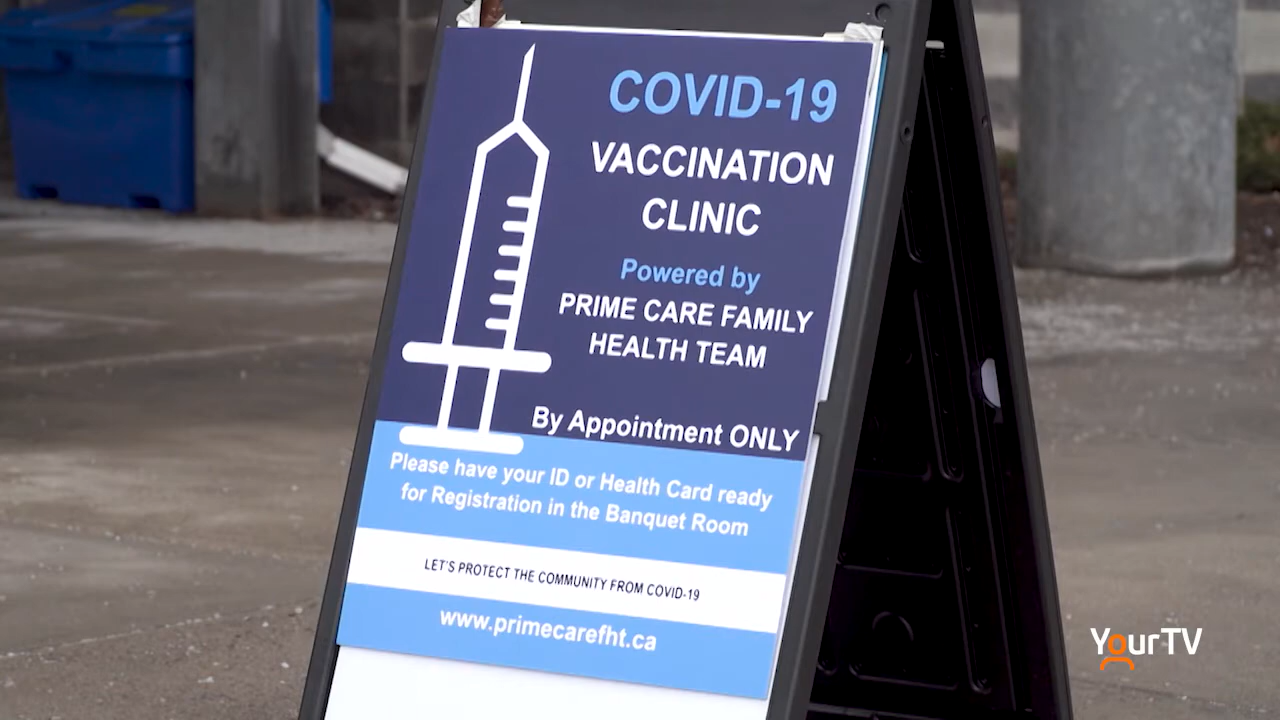 COVID-19
VACCINATION
CLINIC
Powered by
PRIME CARE FAMILY
HEALTH TEAM
By Appointment ONLY
Please have your ID or Health Card ready
for Registration in the Banquet Room
LET'S PROTECT THE COMMUNITY FROM COVID-19
www.primecarefht.ca
YourTV